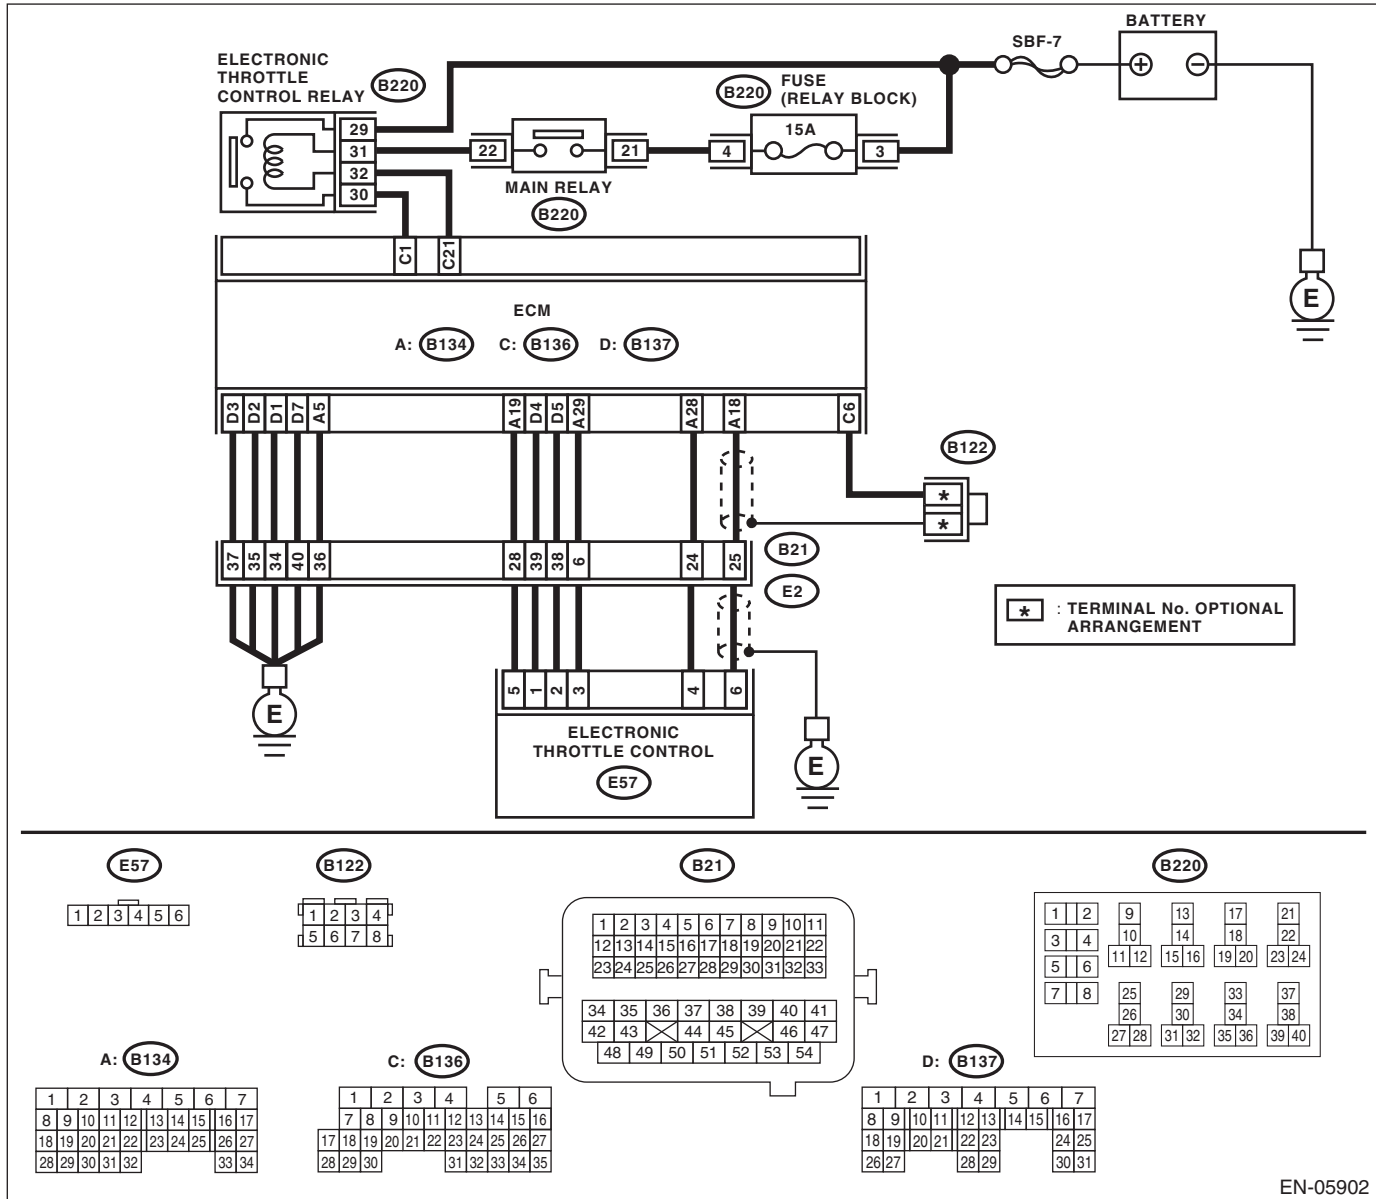 BATTERY
SBF-7
ELECTRONIC
THROTTLE
CONTROL RELAY
B220
B220
FUSE
(RELAY BLOCK)
15A
29
31
32
30
22
21
4
3
MAIN RELAY
B220
E
C1 C21
ECM
A: B134 C: B136 D: B137
D3 D2 D1 D7 A5 A19 D4 D5 A29 A28 A18 C6
B122
*
*
37 35 34 40 36 28 39 38 6 24 25
B21
E2
* : TERMINAL No. OPTIONAL
ARRANGEMENT
5 1 2 3 4 6
E
ELECTRONIC
THROTTLE CONTROL
E57
E
E57
1 2 3 4 5 6
B122
1 2 3 4
5 6 7 8
B21
1 2 3 4 5 6 7 8 9 10 11
12 13 14 15 16 17 18 19 20 21 22
23 24 25 26 27 28 29 30 31 32 33
34 35 36 37 38 39 40 41
42 43 44 45 46 47
48 49 50 51 52 53 54
B220
1 2 9 13 17 21
3 4 10 14 18 22
5 6 11 12 15 16 19 20 23 24
7 8 25 29 33 37
26 30 34 38
27 28 31 32 35 36 39 40
A: B134
1 2 3 4 5 6 7
8 9 10 11 12 13 14 15 16 17
18 19 20 21 22 23 24 25 26 27
28 29 30 31 32 33 34
C: B136
1 2 3 4 5 6
7 8 9 10 11 12 13 14 15 16
17 18 19 20 21 22 23 24 25 26 27
28 29 30 31 32 33 34 35
D: B137
1 2 3 4 5 6 7
8 9 10 11 12 13 14 15 16 17
18 19 20 21 22 23 24 25
26 27 28 29 30 31
EN-05902